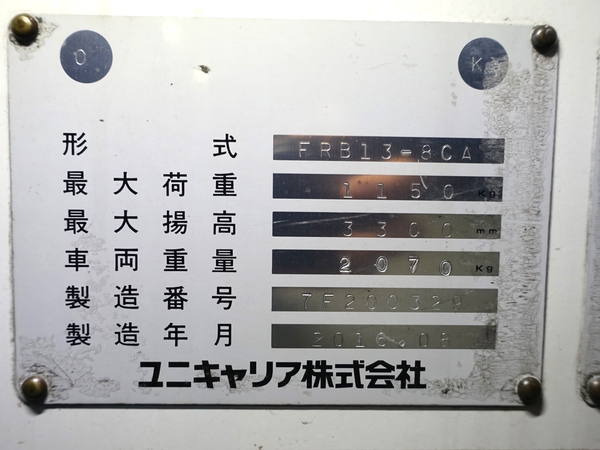 O K
形式 FRB13-8CA
最大荷重 1150 Kg
最大揚高 3300 mm
車両重量 2070 Kg
製造番号 7F200329
製造年月 2016.08
ユニキャリア株式会社